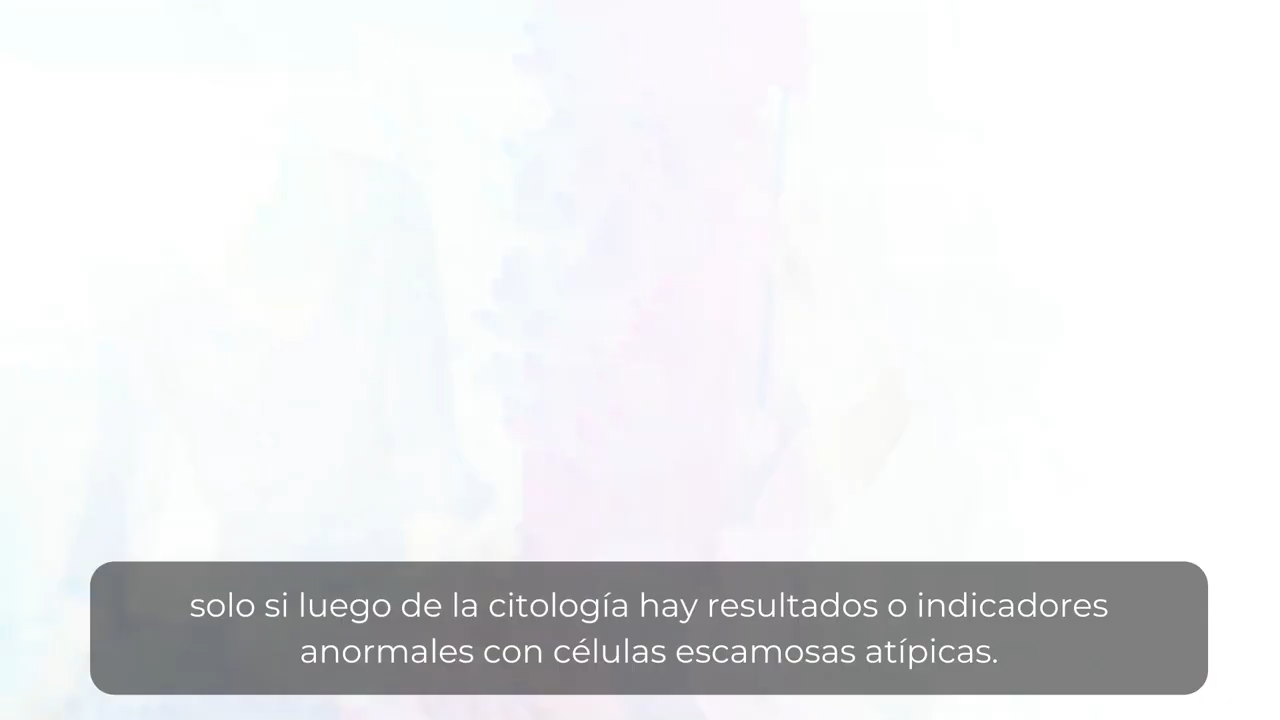 solo si luego de la citología hay resultados o indicadores
anormales con células escamosas atípicas.